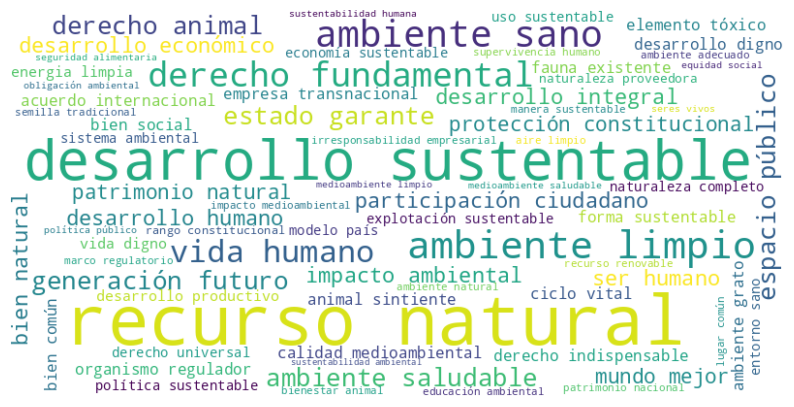 sustentabilidad humana
derecho animal
ambiente sano
uso sustentable
elemento tóxico
desarrollo económico
economía sustentable
supervivencia humano
desarrollo digno
seguridad alimentaria
ambiente adecuado
equidad social
energia limpia
derecho fundamental
fauna existente
naturaleza proveedora
obligación ambiental
acuerdo internacional
empresa transnacional
desarrollo integral
semilla tradicional
bien social
estado garante
manera sustentable
seres vivos
protección constitucional
sistema ambiental
irresponsabilidad empresarial
aire limpio
espacio público
desarrollo sustentable
medioambiente limpio
medioambiente saludable
naturaleza completo
patrimonio natural
impacto medioambiental
participación ciudadano
desarrollo humano
explotación sustentable
forma sustentable
política público
rango constitucional
modelo país
vida digno
vida humano
ambiente limpio
bien natural
marco regulatorio
generación futuro
impacto ambiental
recurso renovable
ser humano
ambiente natural
ciclo vital
desarrollo productivo
animal sintiente
recurso natural
bien común
lugar común
ambiente grato
entorno sano
derecho universal
calidad medioambiental
derecho indispensable
sustentabilidad ambiental
organismo regulador
ambiente saludable
mundo mejor
política sustentable
bienestar animal
educación ambiental
patrimonio nacional